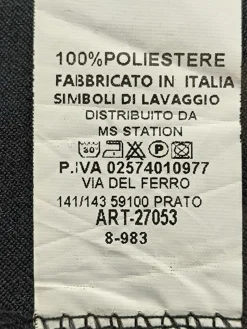 100%POLIESTERE
FABBRICATO IN ITALIA
SIMBOLI DI LAVAGGIO
DISTRIBUITO DA
MS STATION
30 P
P.IVA 02574010977
VIA DEL FERRO
141/143 59100 PRATO
ART-27053
8-983